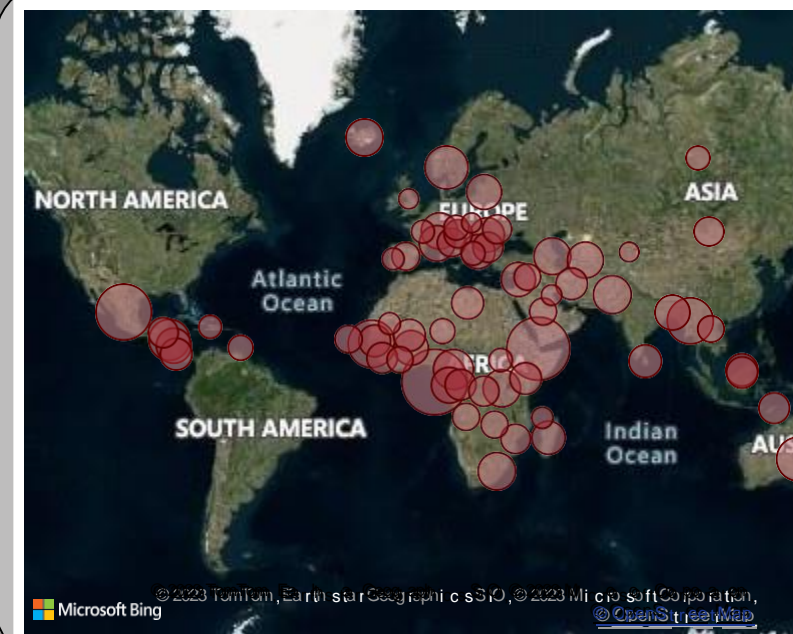 NORTH AMERICA
ASIA
EUROPE
Atlantic
Ocean
SOUTH AMERICA
Indian
Ocean
AUS
Microsoft Bing
© 2023 TomTom, Earthstar Geographics SIO, © 2023 Microsoft Corporation,
© OpenStreetMap